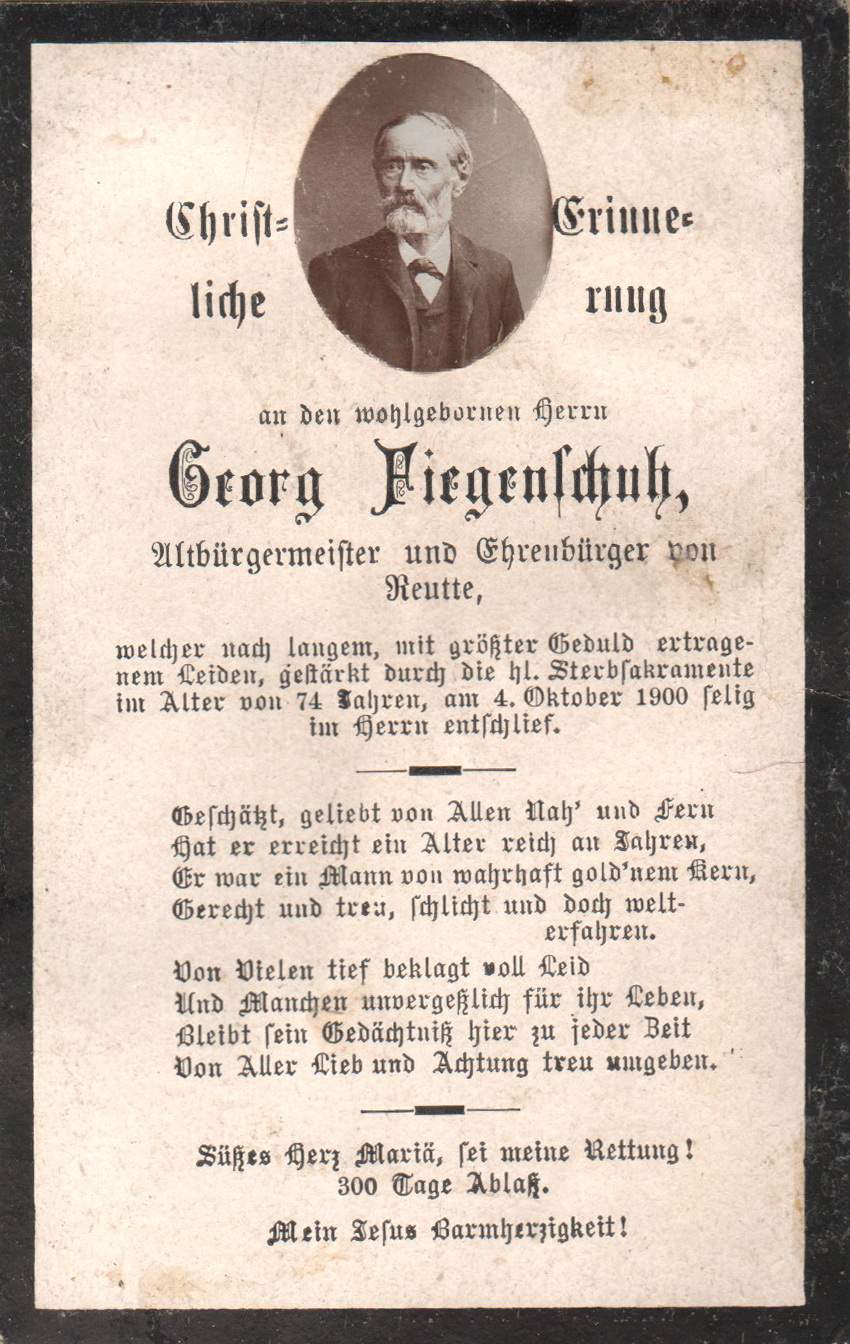 Christ=
liche
Erinne=
rung
an den wohlgebornen Herrn
Georg Fiegenschuh,
Altbürgermeister und Ehrenbürger von
Reutte,
welcher nach langem, mit größter Geduld ertrage-
nem Leiden, gestärkt durch die hl. Sterbsakramente
im Alter von 74 Jahren, am 4. Oktober 1900 selig
im Herrn entschlief.
Geschätzt, geliebt von Allen Nah' und Fern
Hat er erreicht ein Alter reich an Jahren,
Er war ein Mann von wahrhaft gold'nem Kern,
Gerecht und treu, schlicht und doch welt-
erfahren.
Von Vielen tief beklagt voll Leid
Und Manchen unvergeßlich für ihr Leben,
Bleibt sein Gedächtniß hier zu jeder Zeit
Von Aller Lieb und Achtung treu umgeben.
Süßes Herz Mariä, sei meine Rettung!
300 Tage Ablaß.
Mein Jesus Barmherzigkeit!